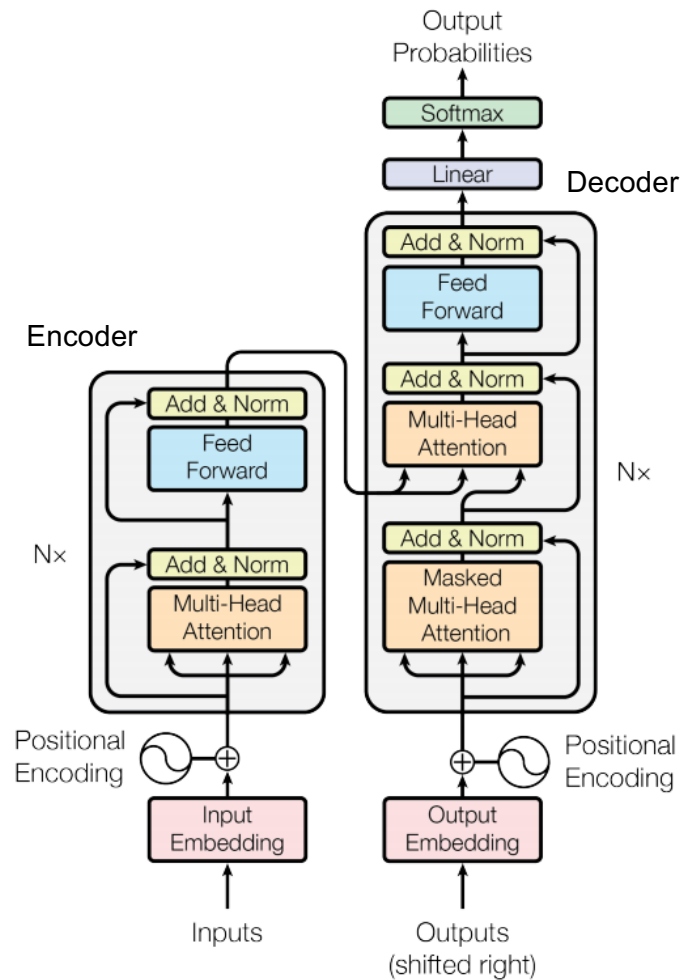 Output
Probabilities
Softmax
Linear
Decoder
Add & Norm
Feed
Forward
Add & Norm
Multi-Head
Attention
Nx
Add & Norm
Masked
Multi-Head
Attention
Encoder
Add & Norm
Feed
Forward
Nx
Add & Norm
Multi-Head
Attention
Positional
Encoding
Positional
Encoding
Input
Embedding
Output
Embedding
Inputs
Outputs
(shifted right)